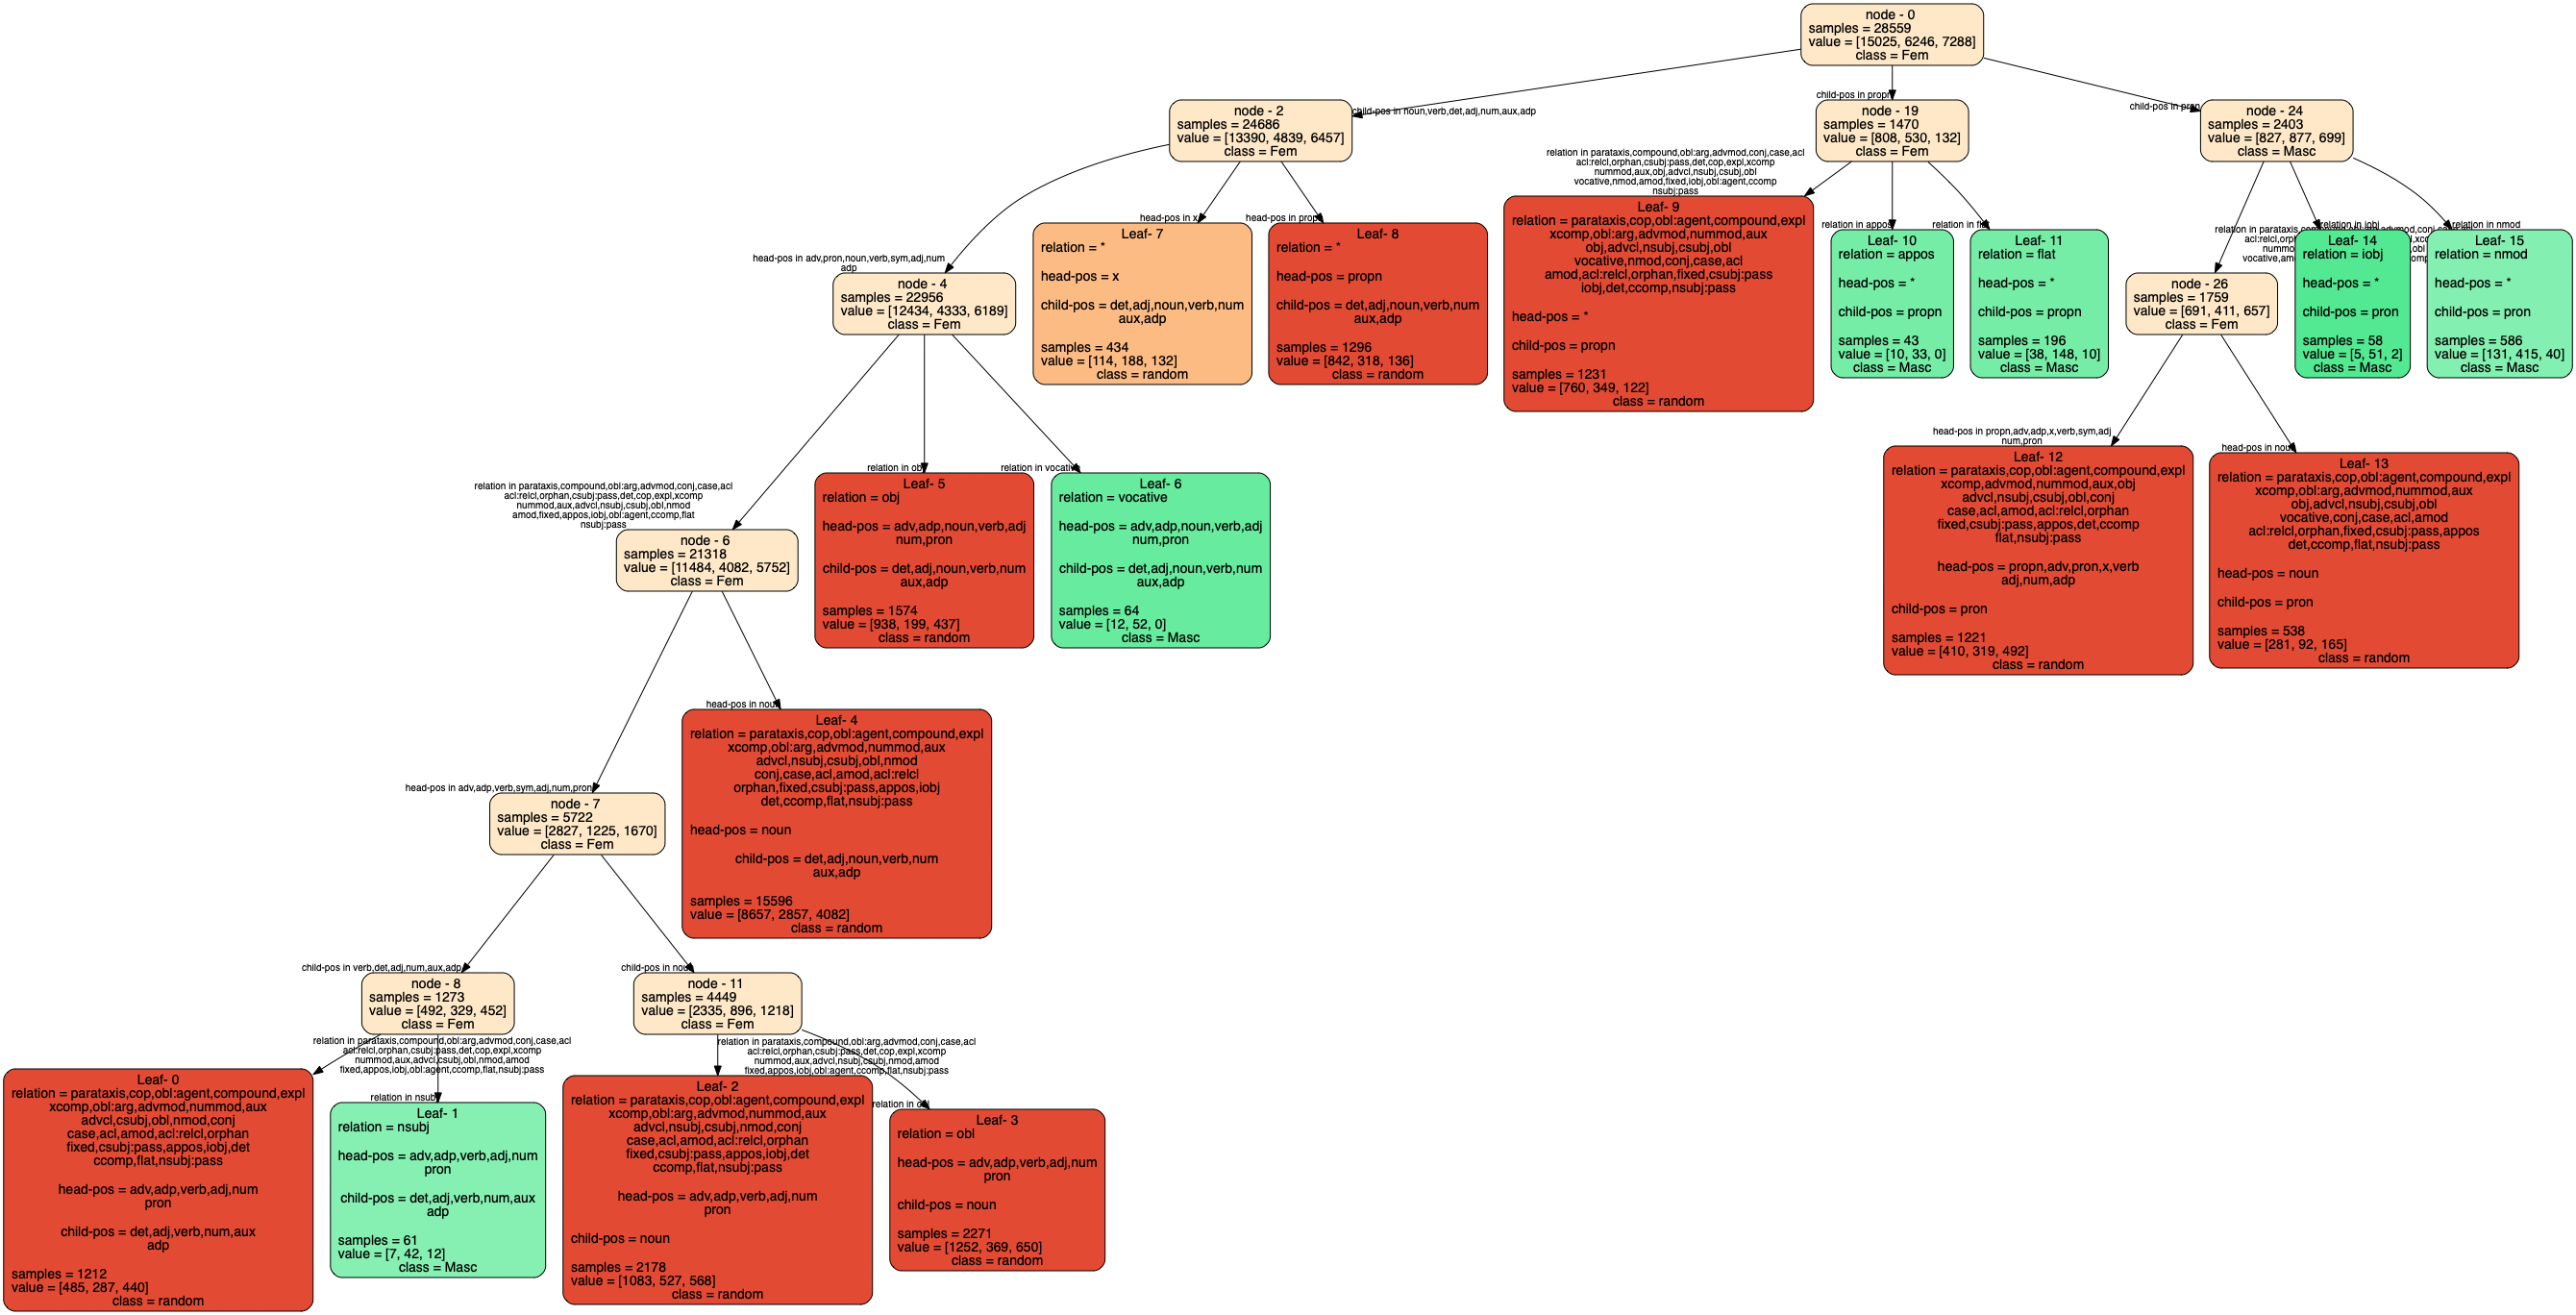 node - 0
samples = 28559
value = [15025, 6246, 7288]
class = Fem
child-pos in noun,verb,det,adj,num,aux,adp
node - 2
samples = 24686
value = [13390, 4839, 6457]
class = Fem
child-pos in propn
node - 19
samples = 1470
value = [808, 530, 132]
class = Fem
child-pos in pron
node - 24
samples = 2403
value = [827, 877, 699]
class = Masc
head-pos in adv,pron,noun,verb,sym,adj,num
adp
node - 4
samples = 22956
value = [12434, 4333, 6189]
class = Fem
head-pos in x
Leaf- 7
relation = *
head-pos = x
child-pos = det,adj,noun,verb,num
aux,adp
samples = 434
value = [114, 188, 132]
class = random
head-pos in propn
Leaf- 8
relation = *
head-pos = propn
child-pos = det,adj,noun,verb,num
aux,adp
samples = 1296
value = [842, 318, 136]
class = random
relation in parataxis,compound,obl:arg,advmod,conj,case,acl
acl:relcl,orphan,csubj:pass,det,cop,expl,xcomp
nummod,aux,obj,advcl,nsubj,csubj,obl
vocative,nmod,amod,fixed,iobj,obl:agent,ccomp
nsubj:pass
Leaf- 9
relation = parataxis,cop,obl:agent,compound,expl
xcomp,obl:arg,advmod,nummod,aux
obj,advcl,nsubj,csubj,obl
vocative,nmod,conj,case,acl
amod,acl:relcl,orphan,fixed,csubj:pass
iobj,det,ccomp,nsubj:pass
head-pos = *
child-pos = propn
samples = 1231
value = [760, 349, 122]
class = random
relation in appos
Leaf- 10
relation = appos
head-pos = *
child-pos = propn
samples = 43
value = [10, 33, 0]
class = Masc
relation in flat
Leaf- 11
relation = flat
head-pos = *
child-pos = propn
samples = 196
value = [38, 148, 10]
class = Masc
relation in
node - 26
samples = 1759
value = [691, 411, 657]
class = Fem
relation in iobj
Leaf- 14
relation = iobj
head-pos = *
child-pos = pron
samples = 58
value = [5, 51, 2]
class = Masc
relation in nmod
Leaf- 15
relation = nmod
head-pos = *
child-pos = pron
samples = 586
value = [131, 415, 40]
class = Masc
relation in parataxis,compound,obl:arg,advmod,conj,case,acl
acl:relcl,orphan,csubj:pass,det,cop,expl,xcomp
nummod,aux,advcl,nsubj,csubj,obl,nmod
amod,fixed,appos,iobj,obl:agent,ccomp,flat
nsubj:pass
node - 6
samples = 21318
value = [11484, 4082, 5752]
class = Fem
relation in obj
Leaf- 5
relation = obj
head-pos = adv,adp,noun,verb,adj
num,pron
child-pos = det,adj,noun,verb,num
aux,adp
samples = 1574
value = [938, 199, 437]
class = random
relation in vocative
Leaf- 6
relation = vocative
head-pos = adv,adp,noun,verb,adj
num,pron
child-pos = det,adj,noun,verb,num
aux,adp
samples = 64
value = [12, 52, 0]
class = Masc
head-pos in propn,adv,adp,x,verb,sym,adj
num,pron
Leaf- 12
relation = parataxis,cop,obl:agent,compound,expl
xcomp,advmod,nummod,aux,obj
advcl,nsubj,csubj,obl,conj
case,acl,amod,acl:relcl,orphan
fixed,csubj:pass,appos,det,ccomp
flat,nsubj:pass
head-pos = propn,adv,pron,x,verb
adj,num,adp
child-pos = pron
samples = 1221
value = [410, 319, 492]
class = random
head-pos in noun
Leaf- 13
relation = parataxis,cop,obl:agent,compound,expl
xcomp,obl:arg,advmod,nummod,aux
obj,advcl,nsubj,csubj,obl
vocative,conj,case,acl,amod
acl:relcl,orphan,fixed,csubj:pass,appos
det,ccomp,flat,nsubj:pass
head-pos = noun
child-pos = pron
samples = 538
value = [281, 92, 165]
class = random
head-pos in adv,adp,verb,sym,adj,num,pron
node - 7
samples = 5722
value = [2827, 1225, 1670]
class = Fem
head-pos in noun
Leaf- 4
relation = parataxis,cop,obl:agent,compound,expl
xcomp,obl:arg,advmod,nummod,aux
advcl,nsubj,csubj,obl,nmod
conj,case,acl,amod,acl:relcl
orphan,fixed,csubj:pass,appos,iobj
det,ccomp,flat,nsubj:pass
head-pos = noun
child-pos = det,adj,noun,verb,num
aux,adp
samples = 15596
value = [8657, 2857, 4082]
class = random
child-pos in verb,det,adj,num,aux,adp
node - 8
samples = 1273
value = [492, 329, 452]
class = Fem
child-pos in noun
node - 11
samples = 4449
value = [2335, 896, 1218]
class = Fem
relation in parataxis,compound,obl:arg,advmod,conj,case,acl
acl:relcl,orphan,csubj:pass,det,cop,expl,xcomp
nummod,aux,advcl,csubj,obl,nmod,amod
fixed,appos,iobj,obl:agent,ccomp,flat,nsubj:pass
Leaf- 0
relation = parataxis,cop,obl:agent,compound,expl
xcomp,obl:arg,advmod,nummod,aux
advcl,csubj,obl,nmod,conj
case,acl,amod,acl:relcl,orphan
fixed,csubj:pass,appos,iobj,det
ccomp,flat,nsubj:pass
head-pos = adv,adp,verb,adj,num
pron
child-pos = det,adj,verb,num,aux
adp
samples = 1212
value = [485, 287, 440]
class = random
relation in nsubj
Leaf- 1
relation = nsubj
head-pos = adv,adp,verb,adj,num
pron
child-pos = det,adj,verb,num,aux
adp
samples = 61
value = [7, 42, 12]
class = Masc
relation in parataxis,compound,obl:arg,advmod,conj,case,acl
acl:relcl,orphan,csubj:pass,det,cop,expl,xcomp
nummod,aux,advcl,nsubj,csubj,nmod,amod
fixed,appos,iobj,obl:agent,ccomp,flat,nsubj:pass
Leaf- 2
relation = parataxis,cop,obl:agent,compound,expl
xcomp,obl:arg,advmod,nummod,aux
advcl,nsubj,csubj,nmod,conj
case,acl,amod,acl:relcl,orphan
fixed,csubj:pass,appos,iobj,det
ccomp,flat,nsubj:pass
head-pos = adv,adp,verb,adj,num
pron
child-pos = noun
samples = 2178
value = [1083, 527, 568]
class = random
relation in obl
Leaf- 3
relation = obl
head-pos = adv,adp,verb,adj,num
pron
child-pos = noun
samples = 2271
value = [1252, 369, 650]
class = random